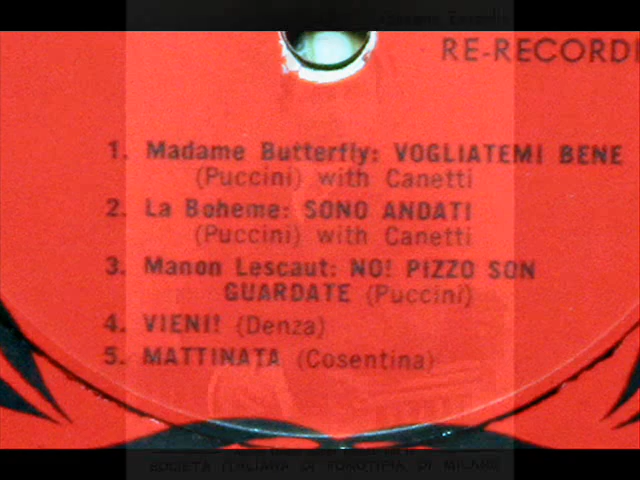 RE-RECORDI
1. Madame Butterfly: VOGLIATEMI BENE
(Puccini) with Canetti
2. La Boheme: SONO ANDATI
(Puccini) with Canetti
3. Manon Lescaut: NO! PIZZO SON
GUARDATE (Puccini)
4. VIENI! (Denza)
5. MATTINATA (Cosentina)
SOCIETÀ ITALIANA DI FONOTIPIA DI MILANO